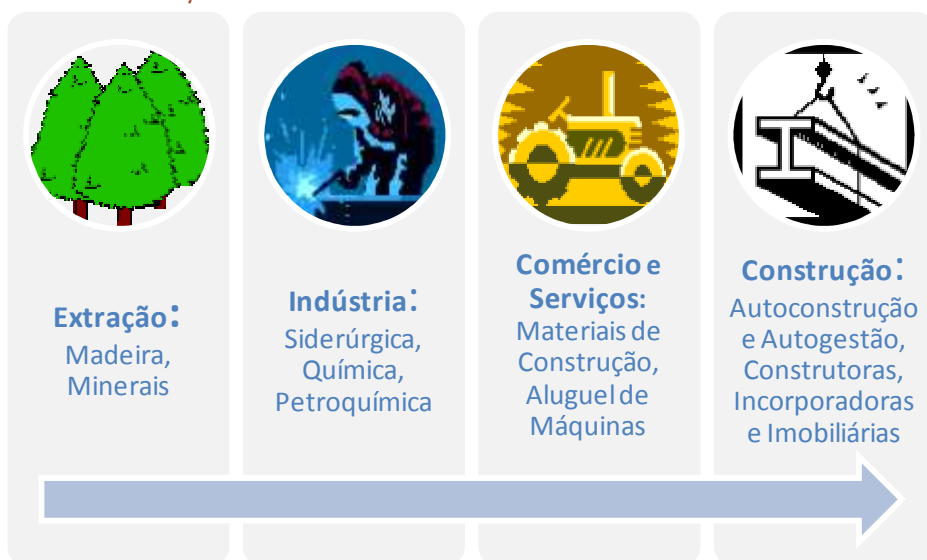 Extração:
Madeira,
Minerais
Indústria:
Siderúrgica,
Química,
Petroquímica
Comércio e
Serviços:
Materiais de
Construção,
Aluguel de
Máquinas
Construção:
Autoconstrução
e Autogestão,
Construtoras,
Incorporadoras
e Imobiliárias